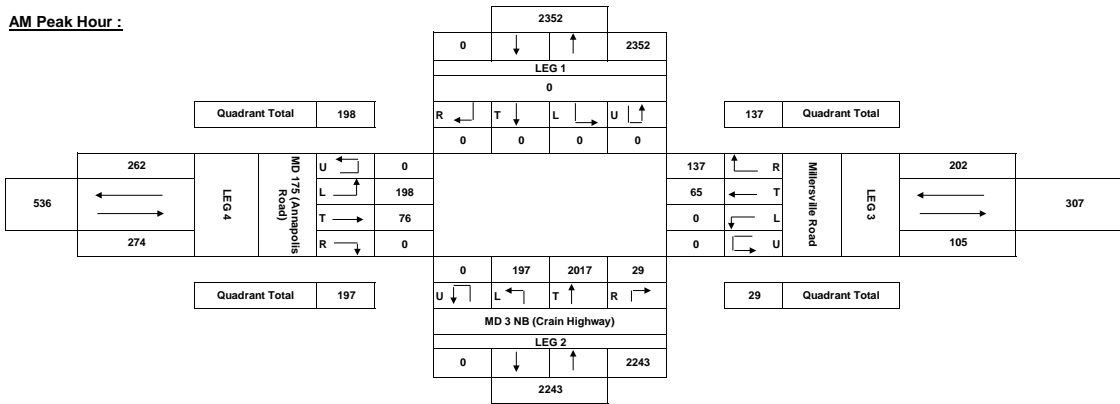 AM Peak Hour :
2352
0 2352
LEG 1
0
Quadrant Total 198
R T L U
137 Quadrant Total
0 0 0 0
262
MD 175 (Annapolis Road)
U 0
137 R
Millersville Road
202
536
LEG 4
L 198
65 T
LEG 3
307
T 76
0 L
274
R 0
0 U
105
0 197 2017 29
Quadrant Total 197
U L T R
29 Quadrant Total
MD 3 NB (Crain Highway)
LEG 2
0 2243
2243